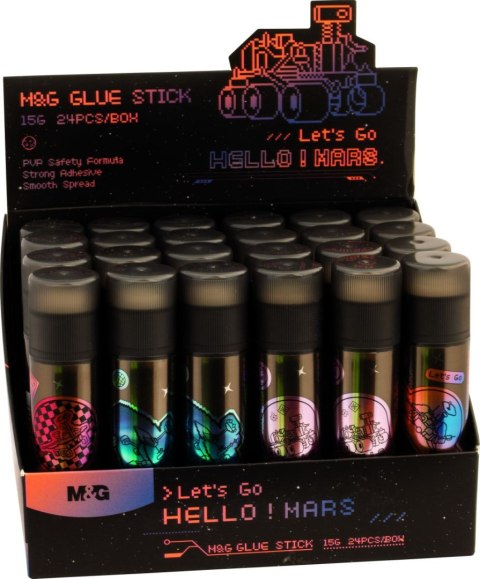 M&G GLUE STICK
15G 24PCS/BOX
PVP Safety Formula
Strong Adhesive
Smooth Spread
/// Let's Go
HELLO! MARS
Let's Go
M&G
> Let's Go
HELLO! MARS ///
M&G GLUE STICK 15G 24PCS/BOX